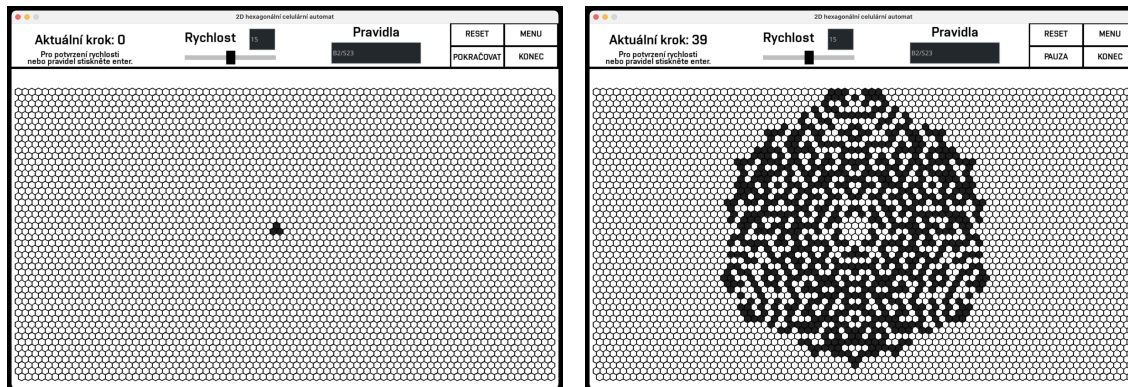 2D hexagonální celulární automat
Aktuální krok: 0
Pro potvrzení rychlosti
nebo pravidel stiskněte enter.
Rychlost
15
Pravidla
B2/S23
RESET
MENU
POKRAČOVAT
KONEC
2D hexagonální celulární automat
Aktuální krok: 39
Pro potvrzení rychlosti
nebo pravidel stiskněte enter.
Rychlost
15
Pravidla
B2/S23
RESET
MENU
PAUZA
KONEC